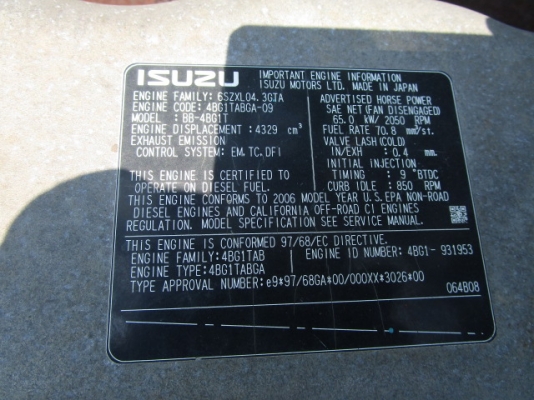 ISUZU IMPORTANT ENGINE INFORMATION
ISUZU MOTORS LTD. MADE IN JAPAN
ENGINE FAMILY: 6SZXL04.3GTA
ENGINE CODE: 4BG1TABGA-09
MODEL : BB-4BG1T
ENGINE DISPLACEMENT : 4329 cm³
EXHAUST EMISSION
CONTROL SYSTEM: EM,TC,DFI
THIS ENGINE IS CERTIFIED TO
OPERATE ON DIESEL FUEL.
ADVERTISED HORSE POWER
SAE NET (FAN DISENGAGED)
65.0 kW/ 2050 RPM
FUEL RATE 70.8 mm³/st.
VALVE LASH (COLD)
IN/EXH : 0.4 mm
INITIAL INJECTION
TIMING : 9 °BTDC
CURB IDLE : 850 RPM
THIS ENGINE CONFORMS TO 2006 MODEL YEAR U.S.EPA NON-ROAD
DIESEL ENGINES AND CALIFORNIA OFF-ROAD CI ENGINES
REGULATION. MODEL SPECIFICATION SEE SERVICE MANUAL.
THIS ENGINE IS CONFORMED 97/68/EC DIRECTIVE.
ENGINE FAMILY:4BG1TAB ENGINE ID NUMBER: 4BG1- 931953
ENGINE TYPE:4BG1TABGA
TYPE APPROVAL NUMBER:e9*97/68GA*00/000XX*3026*00
064B08